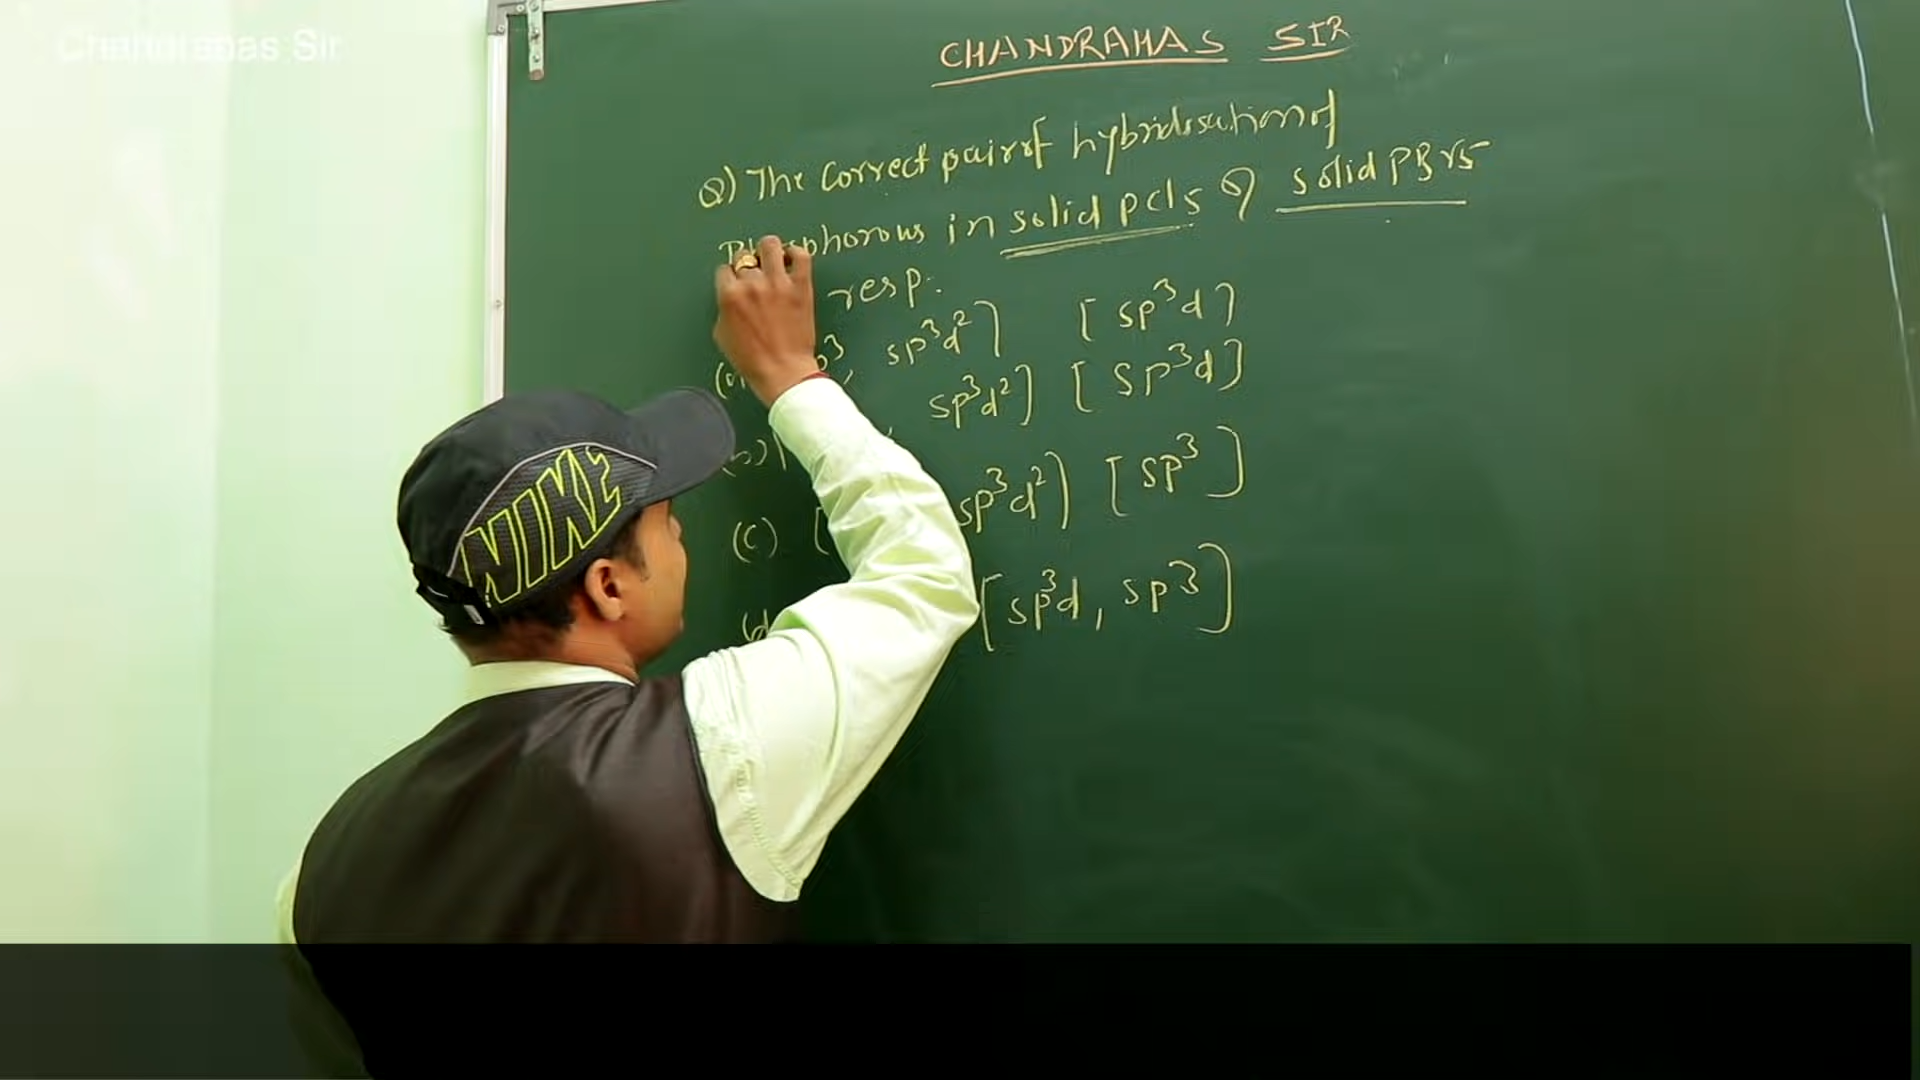 Chandrahas Sir
CHANDRAHAS SIR
Q) The correct pair of hybridisation of
Phosphorous in solid pcl5 & solid PBr5
resp.
sp³d²] [sp³d]
sp³d²] [sp³d]
(c) [ sp³d²) [sp³]
[sp³d, sp3]
NIKE